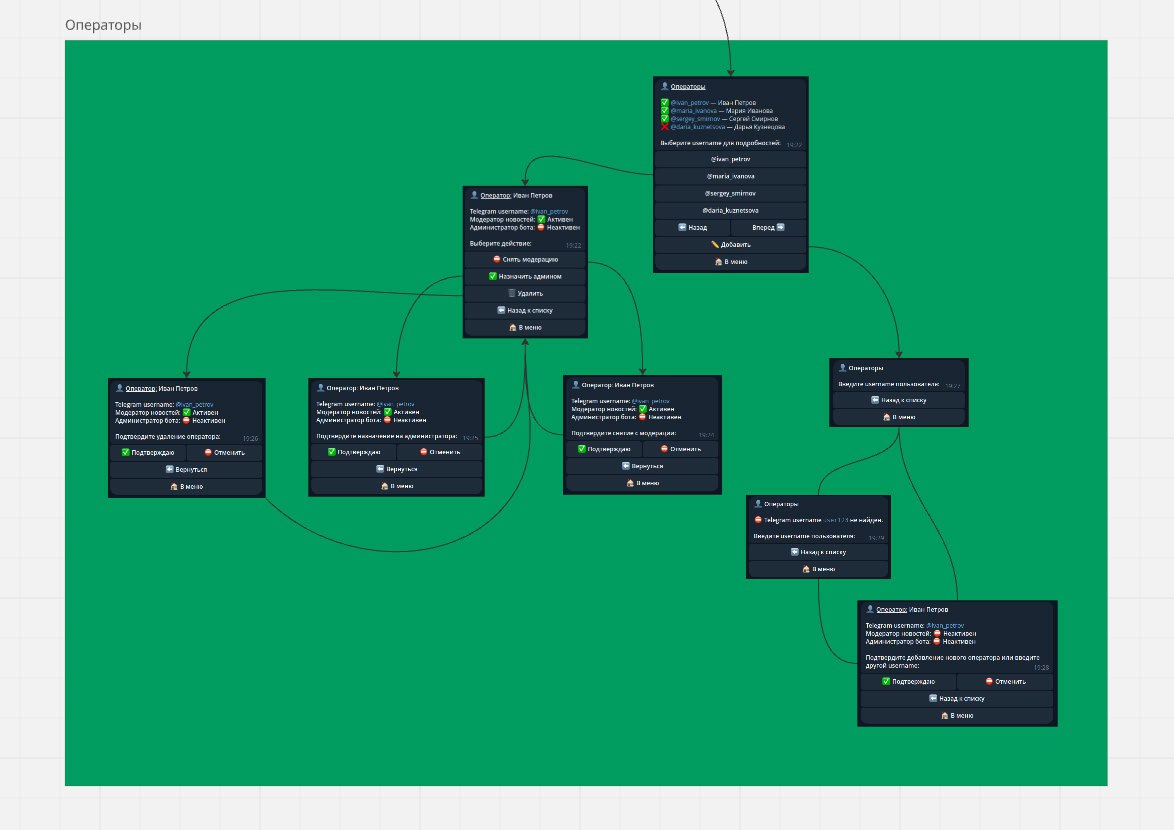 Операторы
Операторы
@ivan_petrov — Иван Петров
@maria_ivanova — Мария Иванова
@sergey_smirnov — Сергей Смирнов
@daria_kuznetsova — Дарья Кузнецова
Выберите username для подробностей: 19:22
@ivan_petrov
@maria_ivanova
@sergey_smirnov
@daria_kuznetsova
Назад Вперед
Добавить
В меню
Оператор: Иван Петров
Telegram username: @ivan_petrov
Модератор новостей: ✅ Активен
Администратор бота: ⛔ Неактивен
Выберите действие: 19:22
Снять модерацию
Назначить админом
Удалить
Назад к списку
В меню
Оператор: Иван Петров
Telegram username: @ivan_petrov
Модератор новостей: ✅ Активен
Администратор бота: ⛔ Неактивен
Подтвердите удаление оператора: 19:26
Подтверждаю Отменить
Вернуться
В меню
Оператор: Иван Петров
Telegram username: @ivan_petrov
Модератор новостей: ✅ Активен
Администратор бота: ⛔ Неактивен
Подтвердите назначение на администратора: 19:25
Подтверждаю Отменить
Вернуться
В меню
Оператор: Иван Петров
Telegram username: @ivan_petrov
Модератор новостей: ✅ Активен
Администратор бота: ⛔ Неактивен
Подтвердите снятие с модерации: 19:24
Подтверждаю Отменить
Вернуться
В меню
Операторы
Введите username пользователя: 19:27
Назад к списку
В меню
Операторы
Telegram username user123 не найден.
Введите username пользователя: 19:29
Назад к списку
В меню
Оператор: Иван Петров
Telegram username: @ivan_petrov
Модератор новостей: ⛔ Неактивен
Администратор бота: ⛔ Неактивен
Подтвердите добавление нового оператора или введите
другой username: 19:28
Подтверждаю Отменить
Назад к списку
В меню